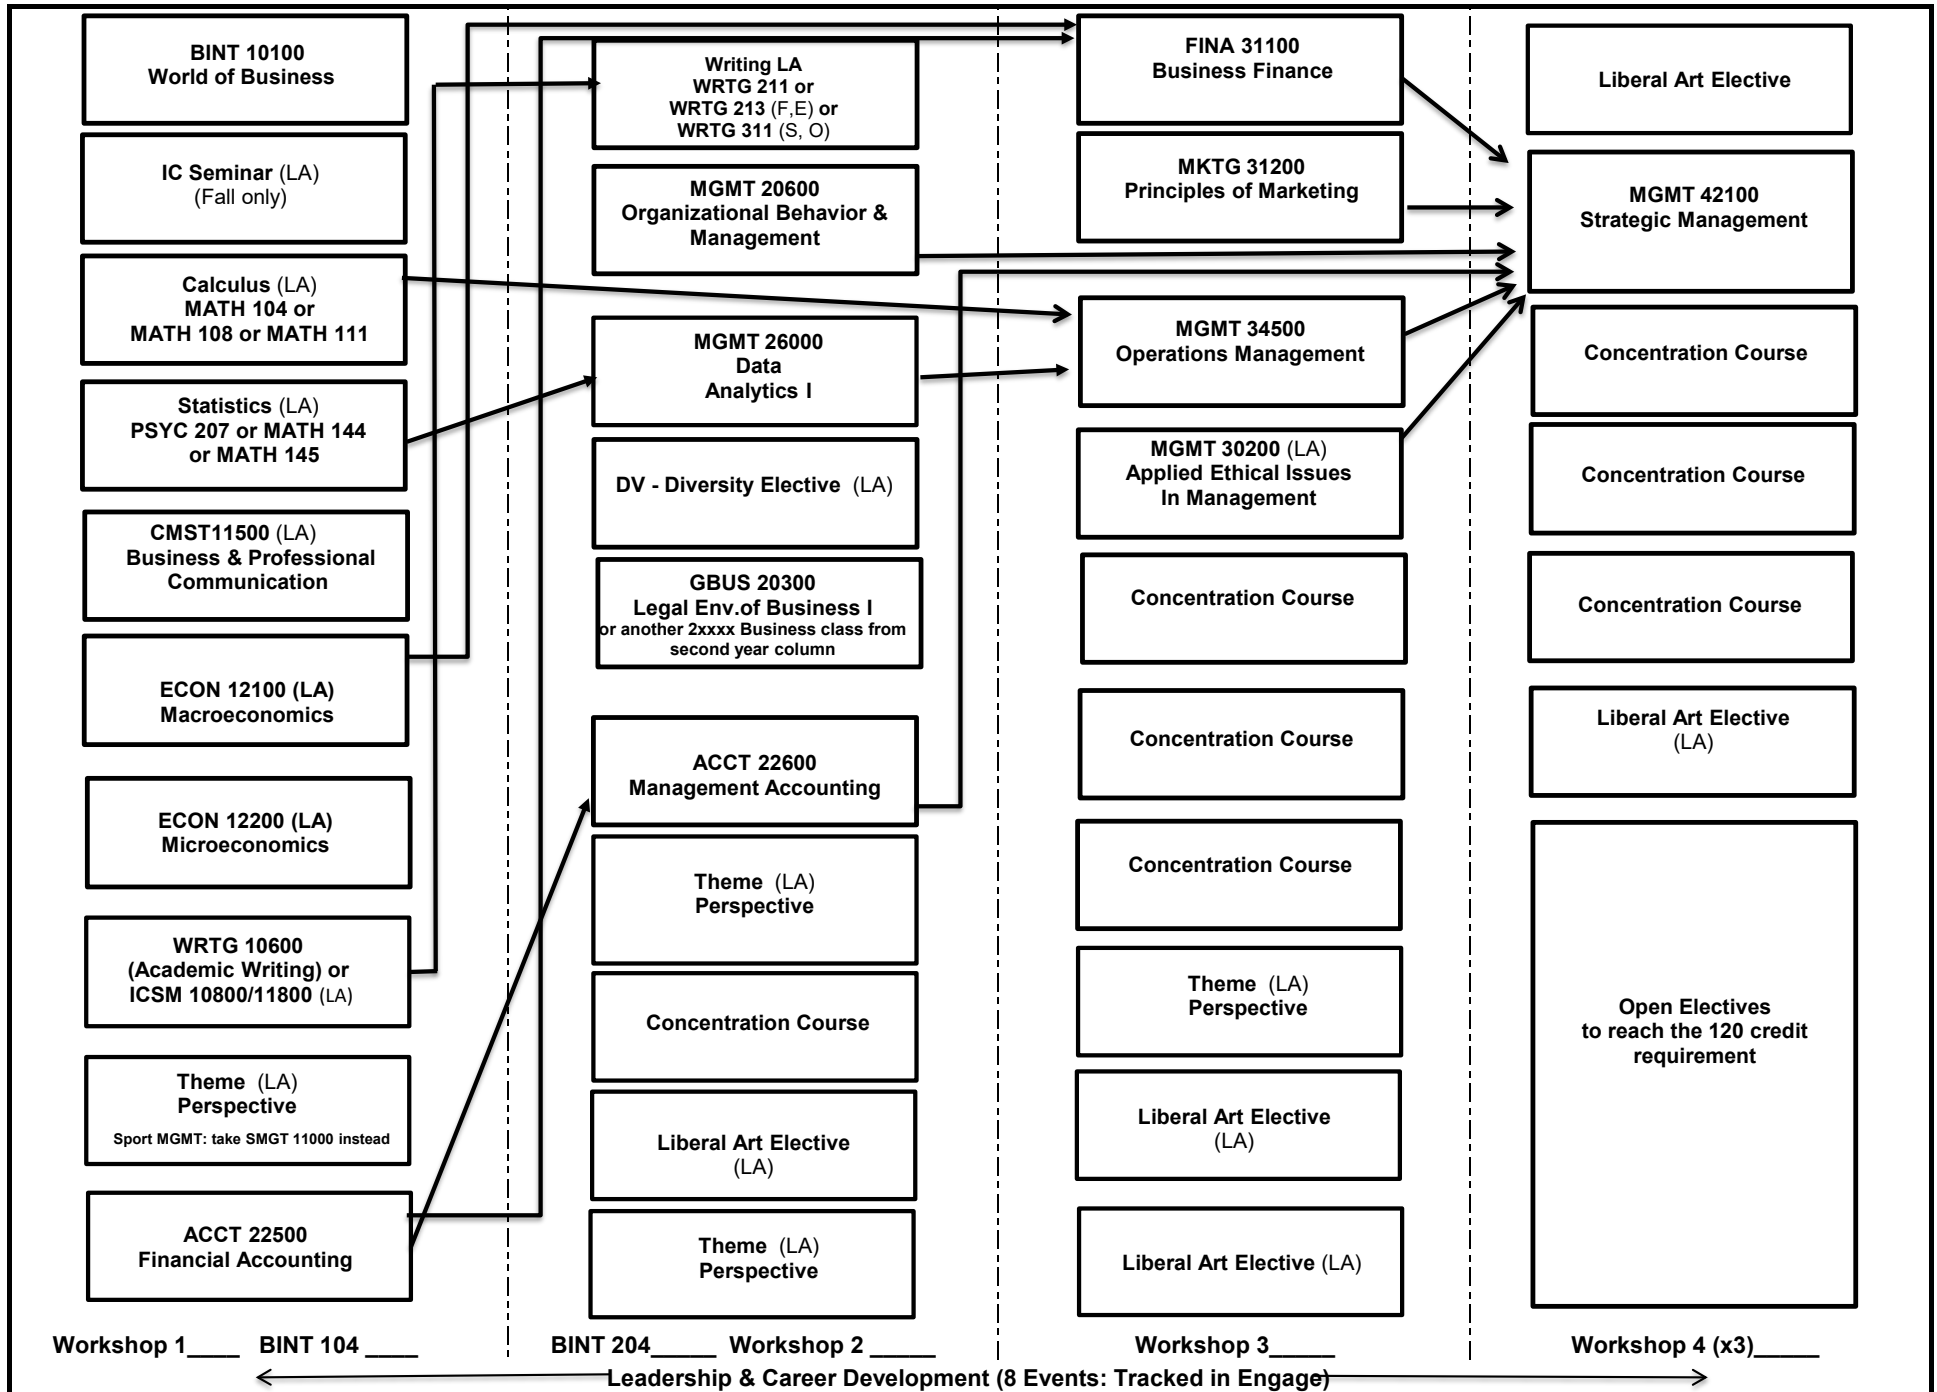 BINT 10100
World of Business
IC Seminar (LA)
(Fall only)
Calculus (LA)
MATH 104 or
MATH 108 or MATH 111
Statistics (LA)
PSYC 207 or MATH 144
or MATH 145
CMST11500 (LA)
Business & Professional
Communication
ECON 12100 (LA)
Macroeconomics
ECON 12200 (LA)
Microeconomics
WRTG 10600
(Academic Writing) or
ICSM 10800/11800 (LA)
Theme (LA)
Perspective
Sport MGMT: take SMGT 11000 instead
ACCT 22500
Financial Accounting
Workshop 1____ BINT 104 ____
Writing LA
WRTG 211 or
WRTG 213 (F,E) or
WRTG 311 (S, O)
MGMT 20600
Organizational Behavior &
Management
MGMT 26000
Data
Analytics I
DV - Diversity Elective (LA)
GBUS 20300
Legal Env.of Business I
or another 2xxxx Business class from
second year column
ACCT 22600
Management Accounting
Theme (LA)
Perspective
Concentration Course
Liberal Art Elective
(LA)
Theme (LA)
Perspective
BINT 204_____ Workshop 2 _____
FINA 31100
Business Finance
MKTG 31200
Principles of Marketing
MGMT 34500
Operations Management
MGMT 30200 (LA)
Applied Ethical Issues
In Management
Concentration Course
Concentration Course
Concentration Course
Theme (LA)
Perspective
Liberal Art Elective
(LA)
Liberal Art Elective (LA)
Workshop 3_____
Liberal Art Elective
MGMT 42100
Strategic Management
Concentration Course
Concentration Course
Concentration Course
Liberal Art Elective
(LA)
Open Electives
to reach the 120 credit
requirement
Workshop 4 (x3)_____
Leadership & Career Development (8 Events: Tracked in Engage)